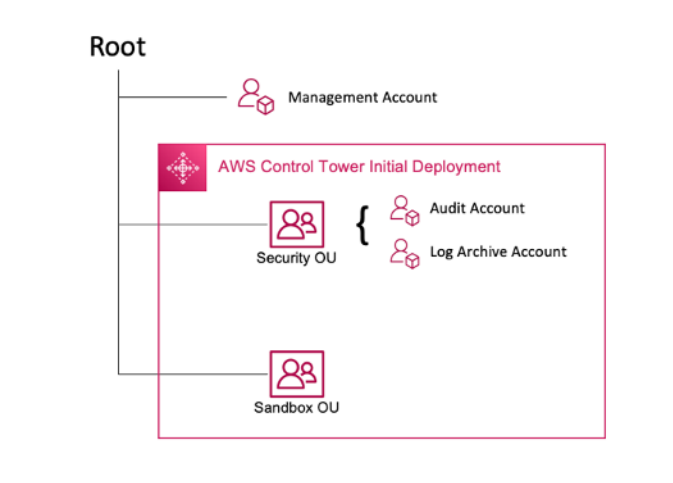 Root
Management Account
AWS Control Tower Initial Deployment
Audit Account
Security OU
Log Archive Account
Sandbox OU